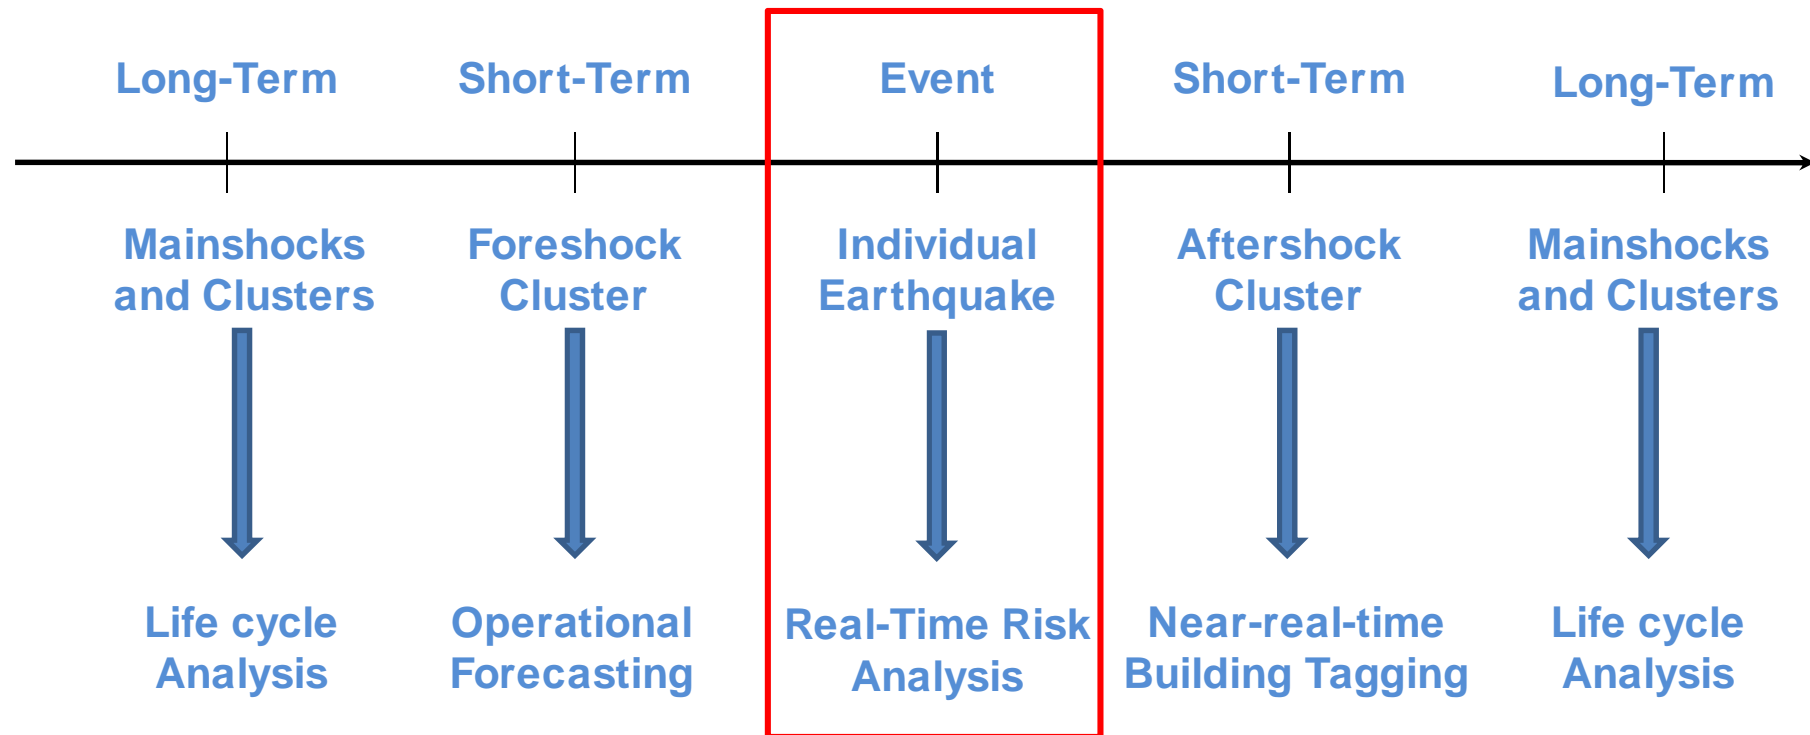 Long-Term
Short-Term
Event
Short-Term
Long-Term
Mainshocks
and Clusters
Foreshock
Cluster
Individual
Earthquake
Aftershock
Cluster
Mainshocks
and Clusters
Life cycle
Analysis
Operational
Forecasting
Real-Time Risk
Analysis
Near-real-time
Building Tagging
Life cycle
Analysis